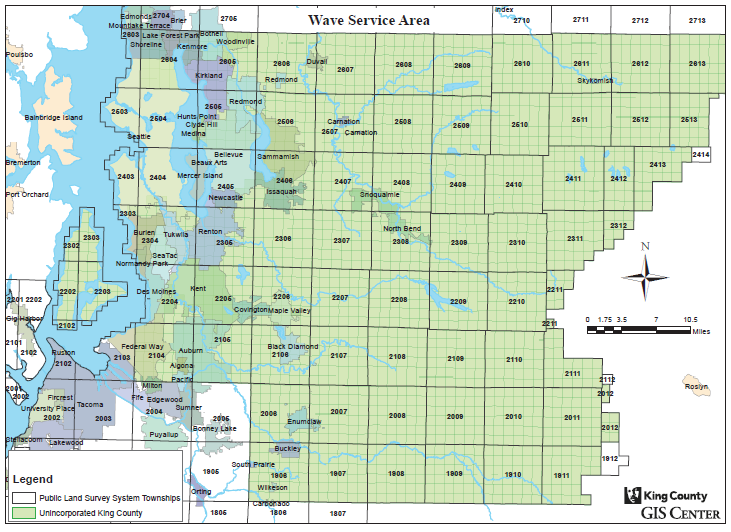 Wave Service Area
Index
Edmonds
2704
Brier
2705
2710
2711
2712
2713
Mountlake Terrace
2603
Lake Forest Park
Bothell
Shoreline
Kenmore
Woodinville
2604
2605
2606
Duvall
2607
2608
2609
2610
2611
2612
2613
Poulsbo
Kirkland
Redmond
Skykomish
2505
Redmond
2503
2504
Hunts Point
Clyde Hill
Medina
2506
Carnation
2507
Carnation
2508
2509
2510
2511
2512
2513
Bainbridge Island
Seattle
Bellevue
Beaux Arts
Sammamish
2414
Bremerton
2403
2404
Mercer Island
2405
2406
2407
2408
2409
2410
2411
2412
2413
Port Orchard
Newcastle
Issaquah
Snoqualmie
2303
Burien
2304
Tukwila
Renton
2305
North Bend
2312
2302
2303
2306
2307
2308
2309
2310
2311
SeaTac
Normandy Park
N
2202
2203
Des Moines
Kent
2211
2201
2202
2204
2205
2206
2207
2208
2209
2210
Gig Harbor
Covington
Maple Valley
2102
2211
0
1.75
3.5
7
10.5
Miles
2101
2102
Ruston
2102
Federal Way
2103
2104
Auburn
2105
Black Diamond
2106
2107
2108
2109
2110
2111
Algona
Pacific
2112
2001
2002
Milton
2012
Roslyn
Fircrest
University Place
2002
Tacoma
2003
Fife
Edgewood
2004
Sumner
2005
2006
Enumclaw
2007
2008
2009
2010
2011
2012
Bonney Lake
Puyallup
Steilacoom
Lakewood
Buckley
1912
1905
South Prairie
1906
1907
1908
1909
1910
1911
Wilkeson
Orting
Carbonado
1805
1806
1807
Legend
Public Land Survey System Townships
Unincorporated King County
King County
GIS CENTER